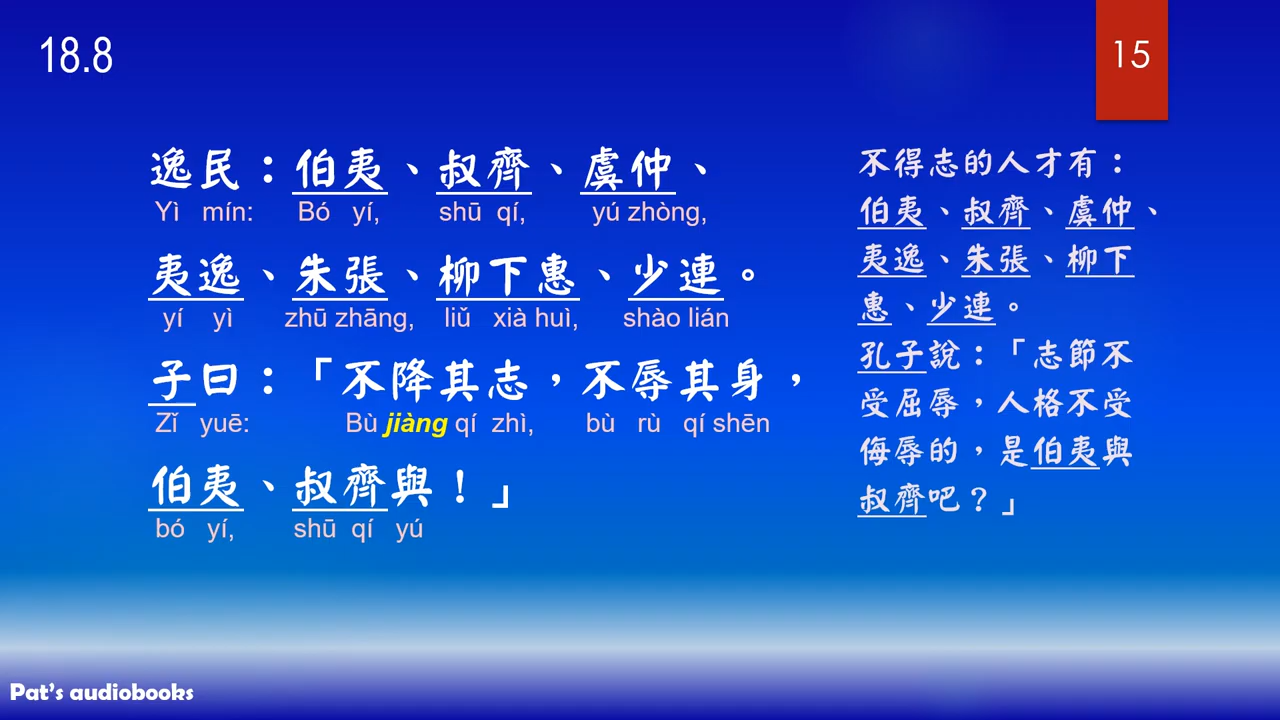 18.8
15
逸民：伯夷、叔齊、虞仲、
Yì mín: Bó yí, shū qí, yú zhòng,
夷逸、朱張、柳下惠、少連。
yí yì zhū zhāng, liǔ xià huì, shào lián
子曰：「不降其志，不辱其身，
Zǐ yuē: Bù jiàng qí zhì, bù rù qí shēn
伯夷、叔齊與！」
bó yí, shū qí yú
不得志的人才有：
伯夷、叔齊、虞仲、
夷逸、朱張、柳下
惠、少連。
孔子說：「志節不
受屈辱，人格不受
侮辱的，是伯夷與
叔齊吧？」
Pat's audiobooks